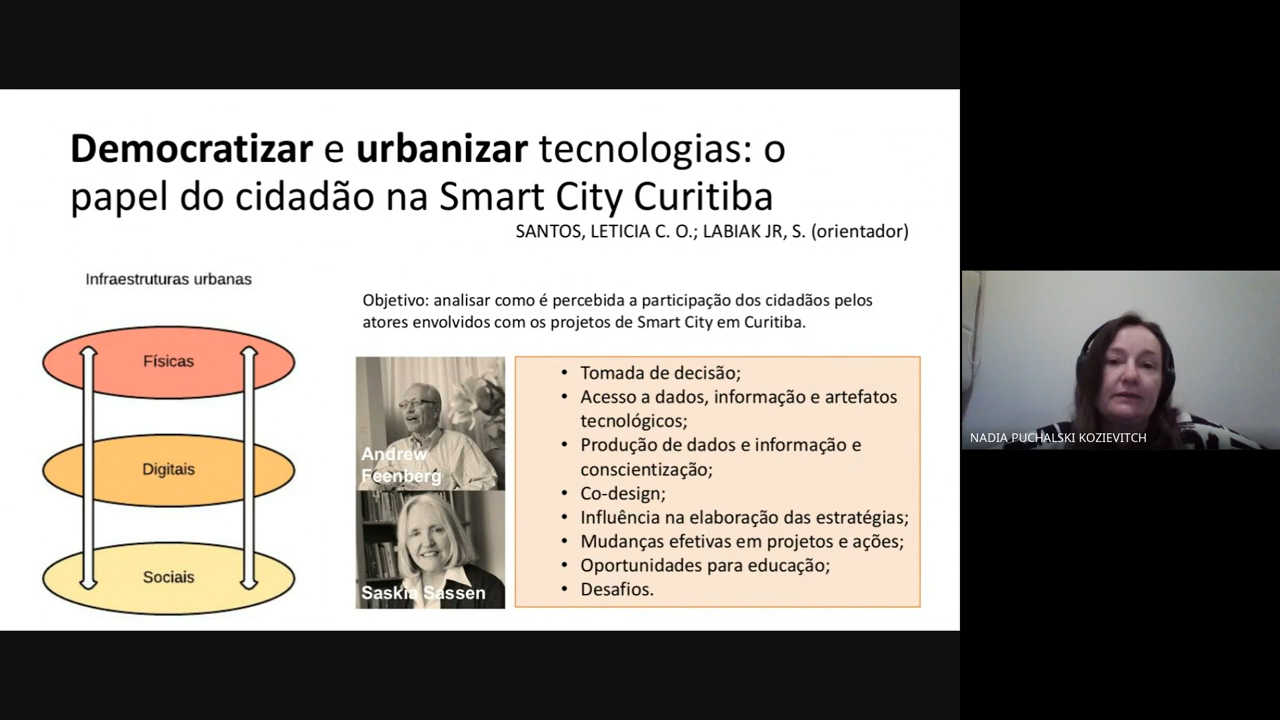 Democratizar e urbanizar tecnologias: o
papel do cidadão na Smart City Curitiba
SANTOS, LETICIA C. O.; LABIAK JR, S. (orientador)
Infraestruturas urbanas
Físicas
Digitais
Sociais
Objetivo: analisar como é percebida a participação dos cidadãos pelos
atores envolvidos com os projetos de Smart City em Curitiba.
Andrew
Feenberg
Saskia Sassen
• Tomada de decisão;
• Acesso a dados, informação e artefatos
tecnológicos;
• Produção de dados e informação e
conscientização;
• Co-design;
• Influência na elaboração das estratégias;
• Mudanças efetivas em projetos e ações;
• Oportunidades para educação;
• Desafios.
NADIA PUCHALSKI KOZIEVITCH